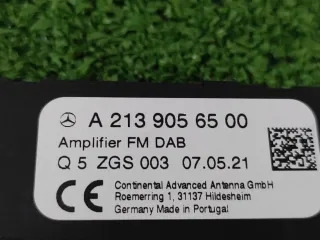 A 213 905 65 00
Amplifier FM DAB
Q 5 ZGS 003 07.05.21
CE Continental Advanced Antenna GmbH
Roemerring 1, 31137 Hildesheim
Germany Made in Portugal